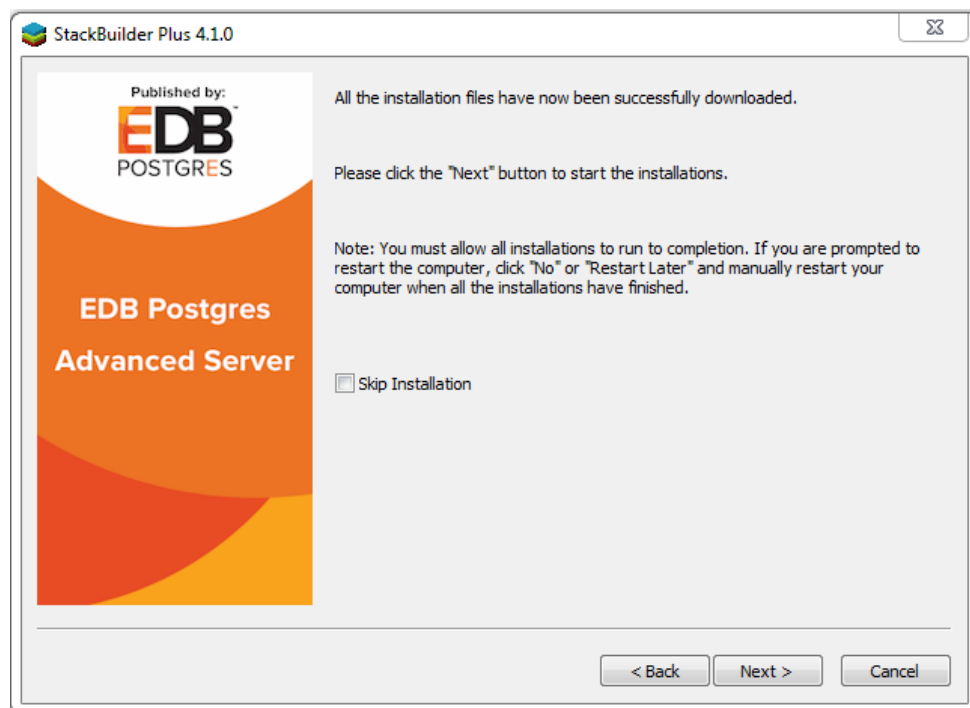 StackBuilder Plus 4.1.0
Published by:
EDB
POSTGRES
EDB Postgres
Advanced Server
All the installation files have now been successfully downloaded.
Please click the "Next" button to start the installations.
Note: You must allow all installations to run to completion. If you are prompted to
restart the computer, click "No" or "Restart Later" and manually restart your
computer when all the installations have finished.
Skip Installation
< Back
Next >
Cancel